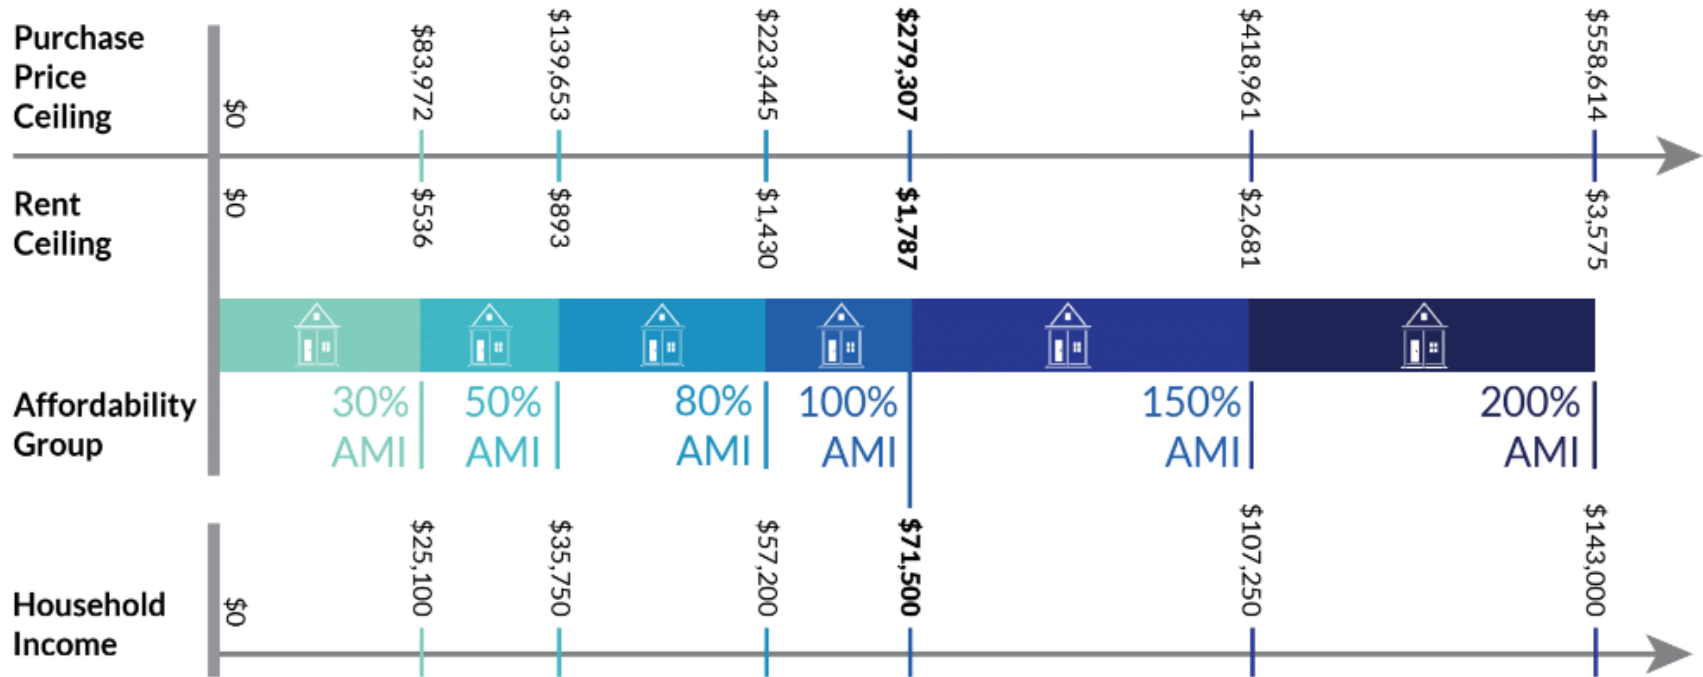 Purchase
Price
Ceiling
$0
$83,972
$139,653
$223,445
$279,307
$418,961
$558,614
Rent
Ceiling
$0
$536
$893
$1,430
$1,787
$2,681
$3,575
Affordability
Group
30%
AMI
50%
AMI
80%
AMI
100%
AMI
150%
AMI
200%
AMI
Household
Income
$0
$25,100
$35,750
$57,200
$71,500
$107,250
$143,000